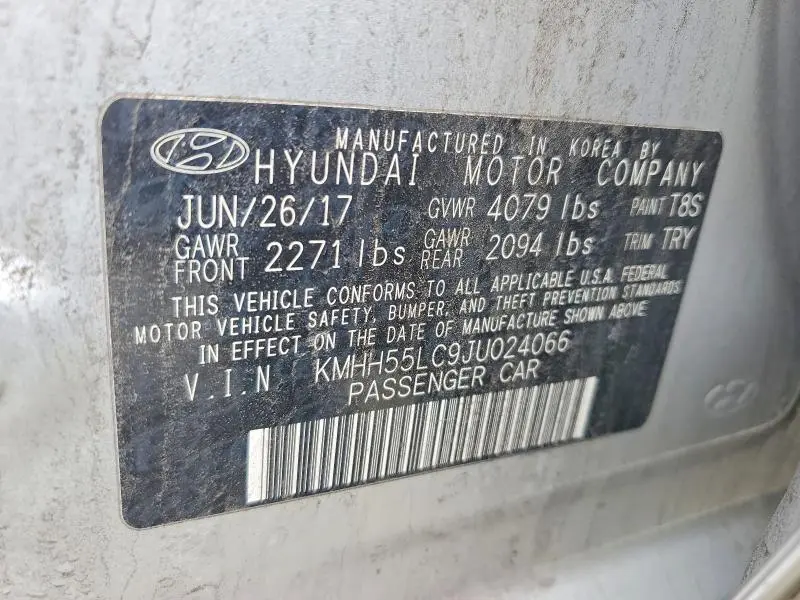 MANUFACTURED IN KOREA BY
HYUNDAI MOTOR COMPANY
JUN/26/17 GVWR 4079 lbs PAINT T8S
GAWR FRONT 2271 lbs GAWR REAR 2094 lbs TRIM TRY
THIS VEHICLE CONFORMS TO ALL APPLICABLE U.S.A. FEDERAL
MOTOR VEHICLE SAFETY, BUMPER, AND THEFT PREVENTION STANDARDS
IN EFFECT ON THE DATE OF MANUFACTURE SHOWN ABOVE
V.I.N KMHH55LC9JU024066
PASSENGER CAR